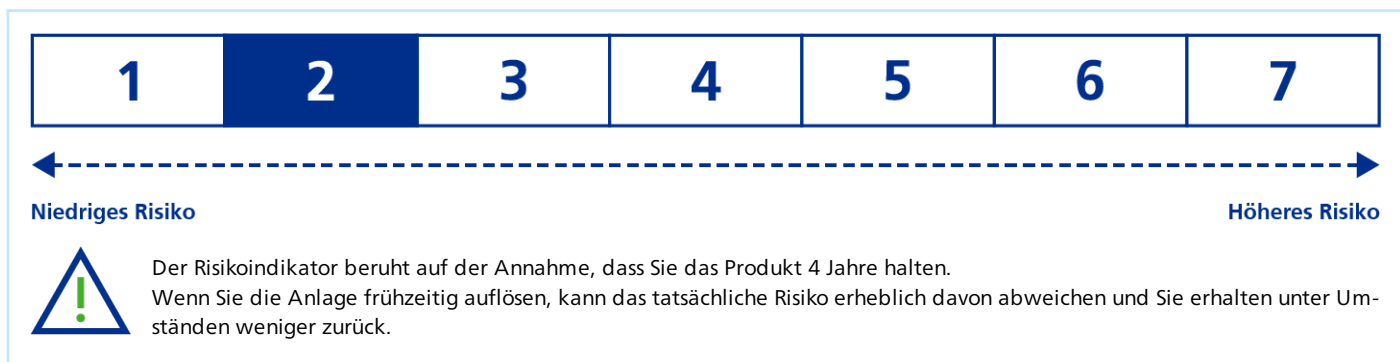 1 2 3 4 5 6 7
Niedriges Risiko Höheres Risiko
Der Risikoindikator beruht auf der Annahme, dass Sie das Produkt 4 Jahre halten.
Wenn Sie die Anlage frühzeitig auflösen, kann das tatsächliche Risiko erheblich davon abweichen und Sie erhalten unter Um-
ständen weniger zurück.